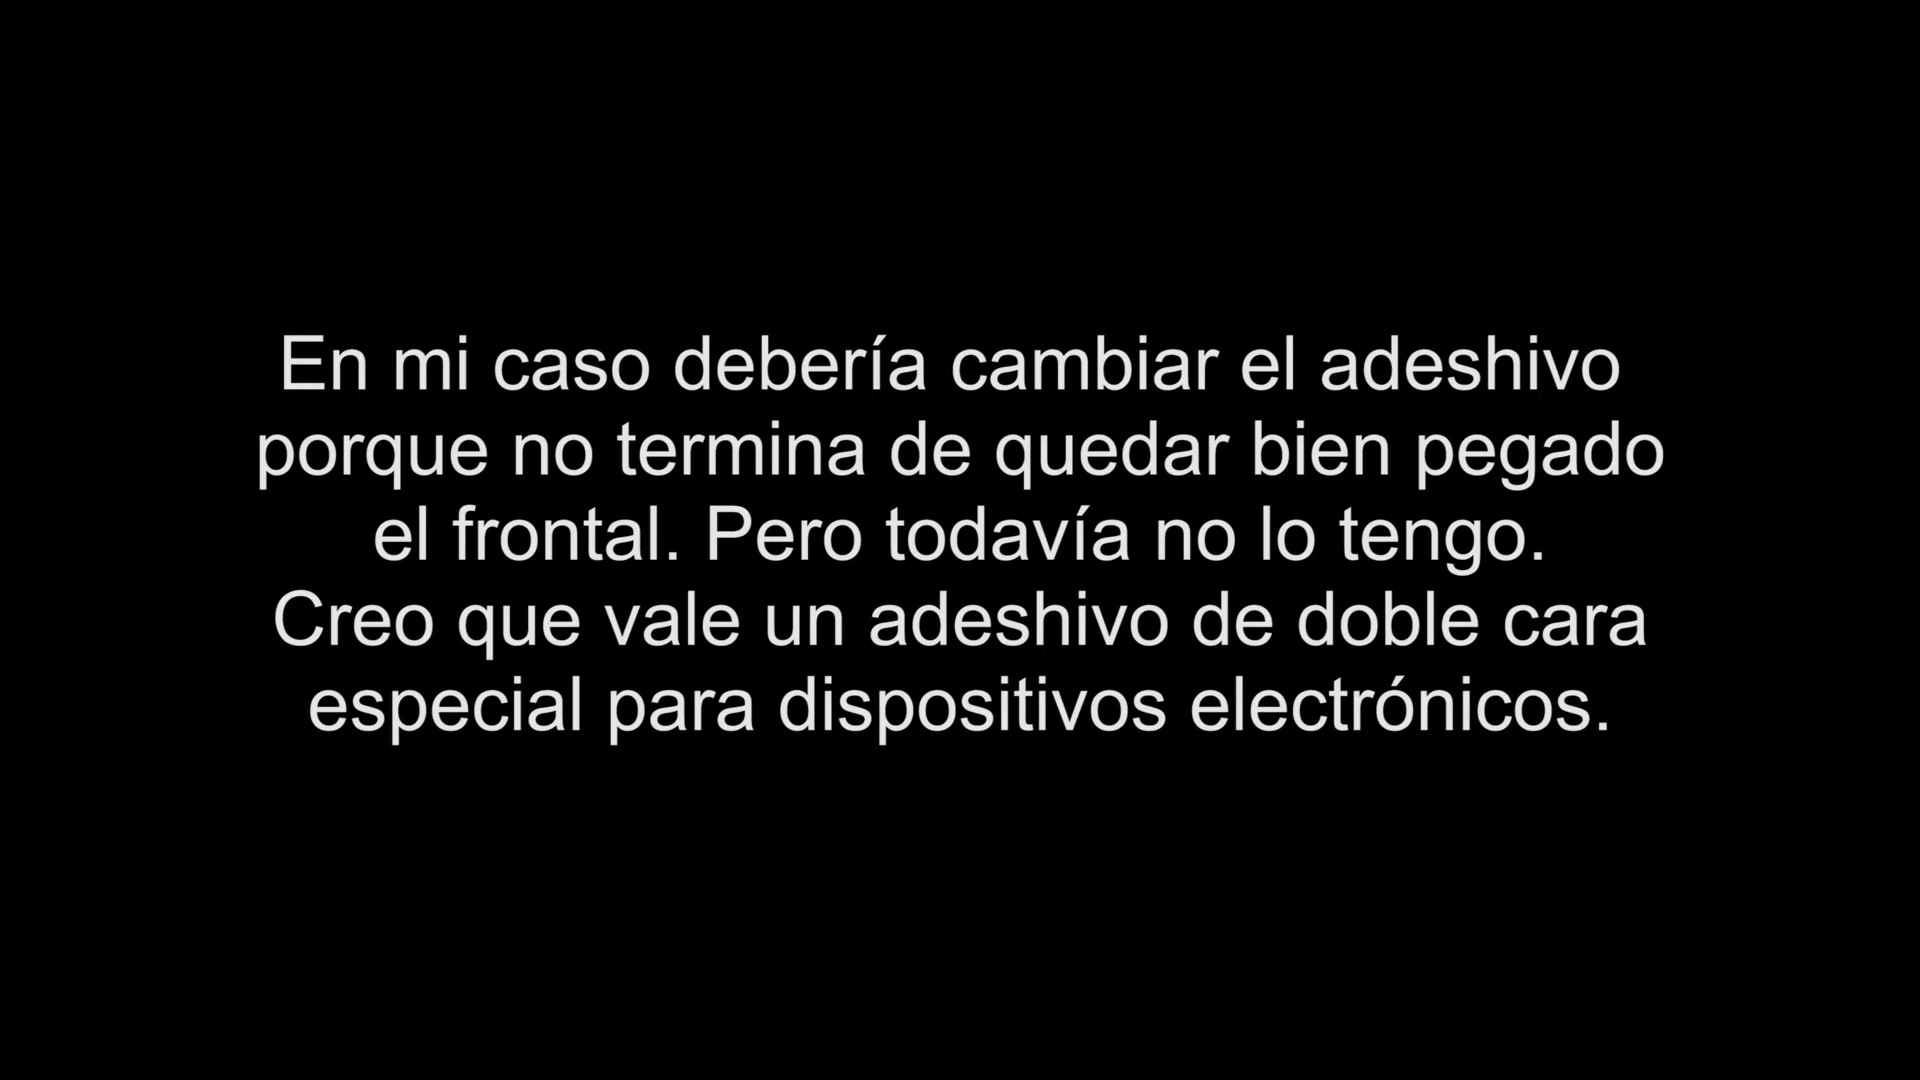 En mi caso debería cambiar el adeshivo
porque no termina de quedar bien pegado
el frontal. Pero todavía no lo tengo.
Creo que vale un adeshivo de doble cara
especial para dispositivos electrónicos.